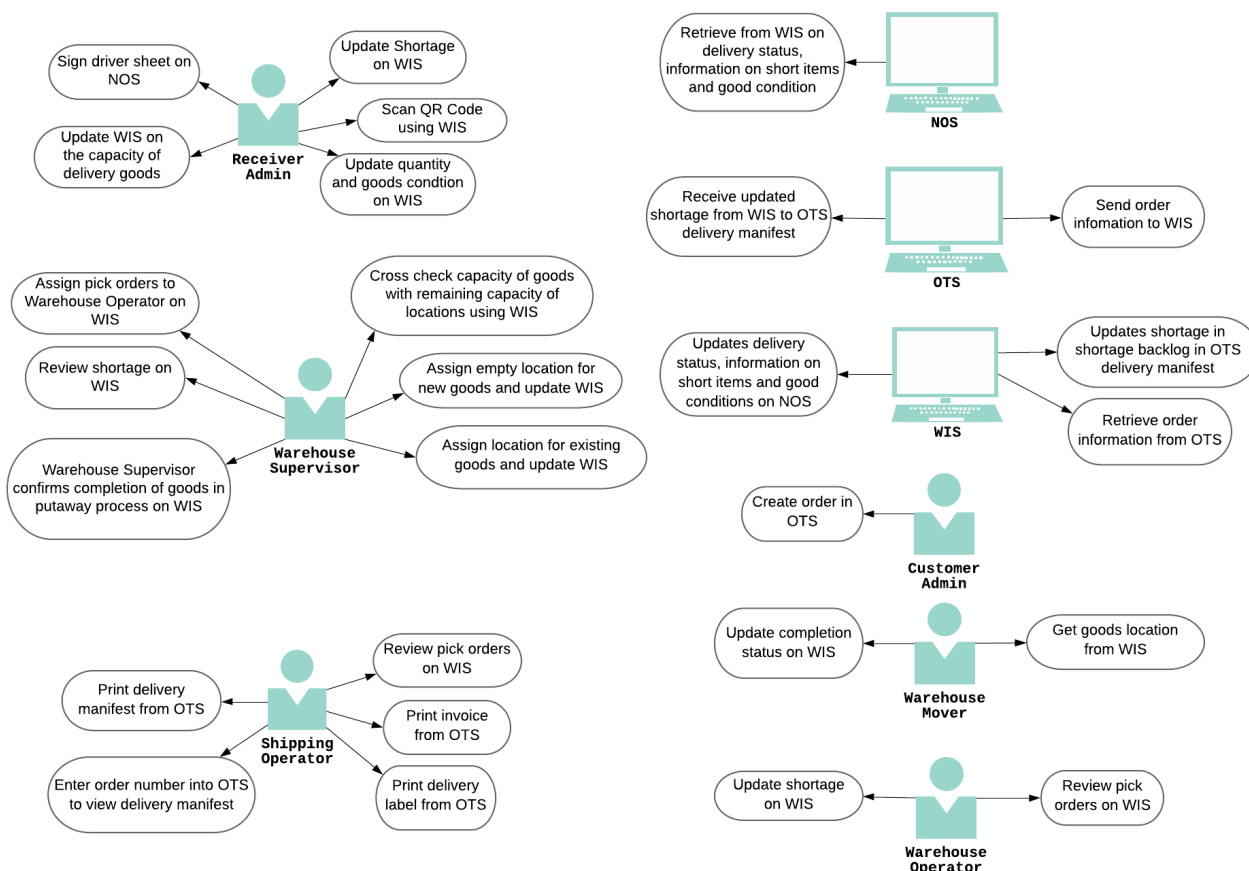 Sign driver sheet on
NOS
Update Shortage
on WIS
Scan QR Code
using WIS
Update WIS on
the capacity of
delivery goods
Update quantity
and goods condtion
on WIS
Receiver
Admin
Assign pick orders to
Warehouse Operator on
WIS
Cross check capacity of goods
with remaining capacity of
locations using WIS
Review shortage on
WIS
Assign empty location for
new goods and update WIS
Warehouse Supervisor
confirms completion of goods in
putaway process on WIS
Assign location for existing
goods and update WIS
Warehouse
Supervisor
Review pick orders
on WIS
Print delivery
manifest from OTS
Print invoice
from OTS
Enter order number into OTS
to view delivery manifest
Print delivery
label from OTS
Shipping
Operator
Retrieve from WIS on
delivery status,
information on short items
and good condition
NOS
Receive updated
shortage from WIS to OTS
delivery manifest
Send order
infomation to WIS
OTS
Updates delivery
status, information on
short items and good
conditions on NOS
Updates shortage in
shortage backlog in OTS
delivery manifest
Retrieve order
information from OTS
WIS
Create order in
OTS
Customer
Admin
Update completion
status on WIS
Get goods location
from WIS
Warehouse
Mover
Update shortage
on WIS
Review pick
orders on WIS
Warehouse
Operator